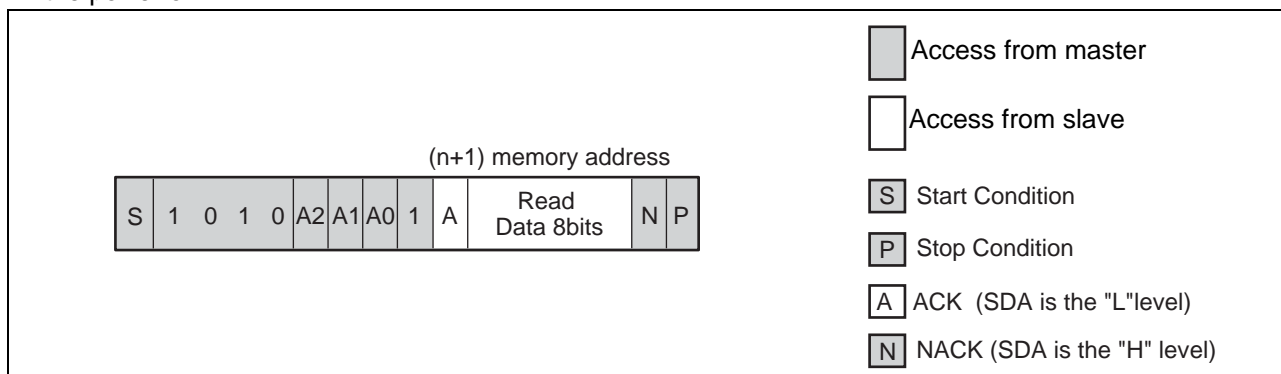 (n+1) memory address
S 1 0 1 0 A2 A1 A0 1 A Read Data 8bits N P
Access from master
Access from slave
S Start Condition
P Stop Condition
A ACK (SDA is the "L"level)
N NACK (SDA is the "H" level)